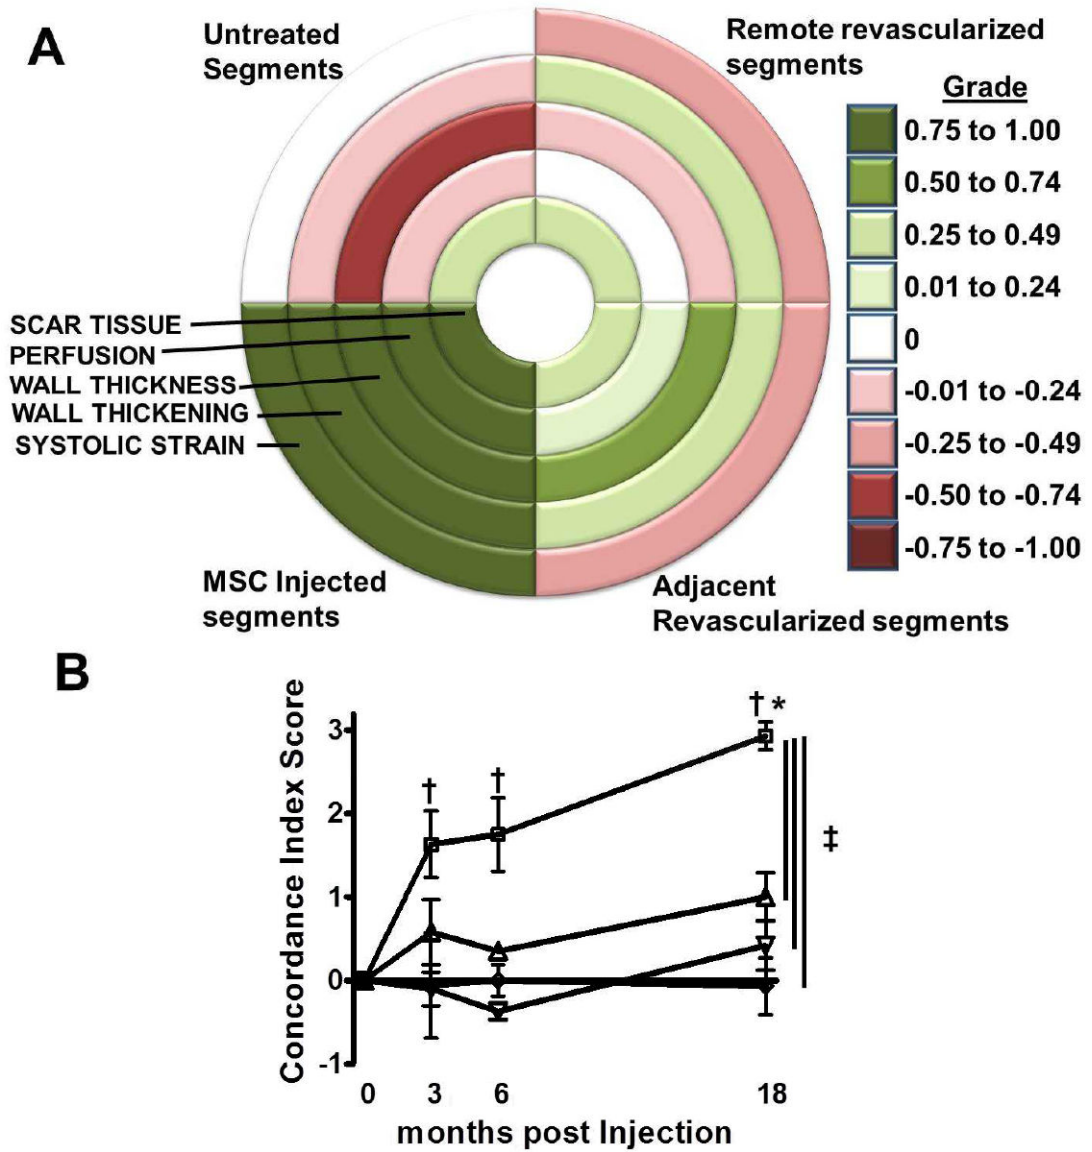 A
Untreated
Segments
Remote revascularized
segments
Grade
0.75 to 1.00
0.50 to 0.74
0.25 to 0.49
0.01 to 0.24
0
-0.01 to -0.24
-0.25 to -0.49
-0.50 to -0.74
-0.75 to -1.00
SCAR TISSUE
PERFUSION
WALL THICKNESS
WALL THICKENING
SYSTOLIC STRAIN
MSC Injected
segments
Adjacent
Revascularized segments
B
Concordance Index Score
3
2
1
0
-1
† 
†
† *
‡
0 3 6 18
months post Injection